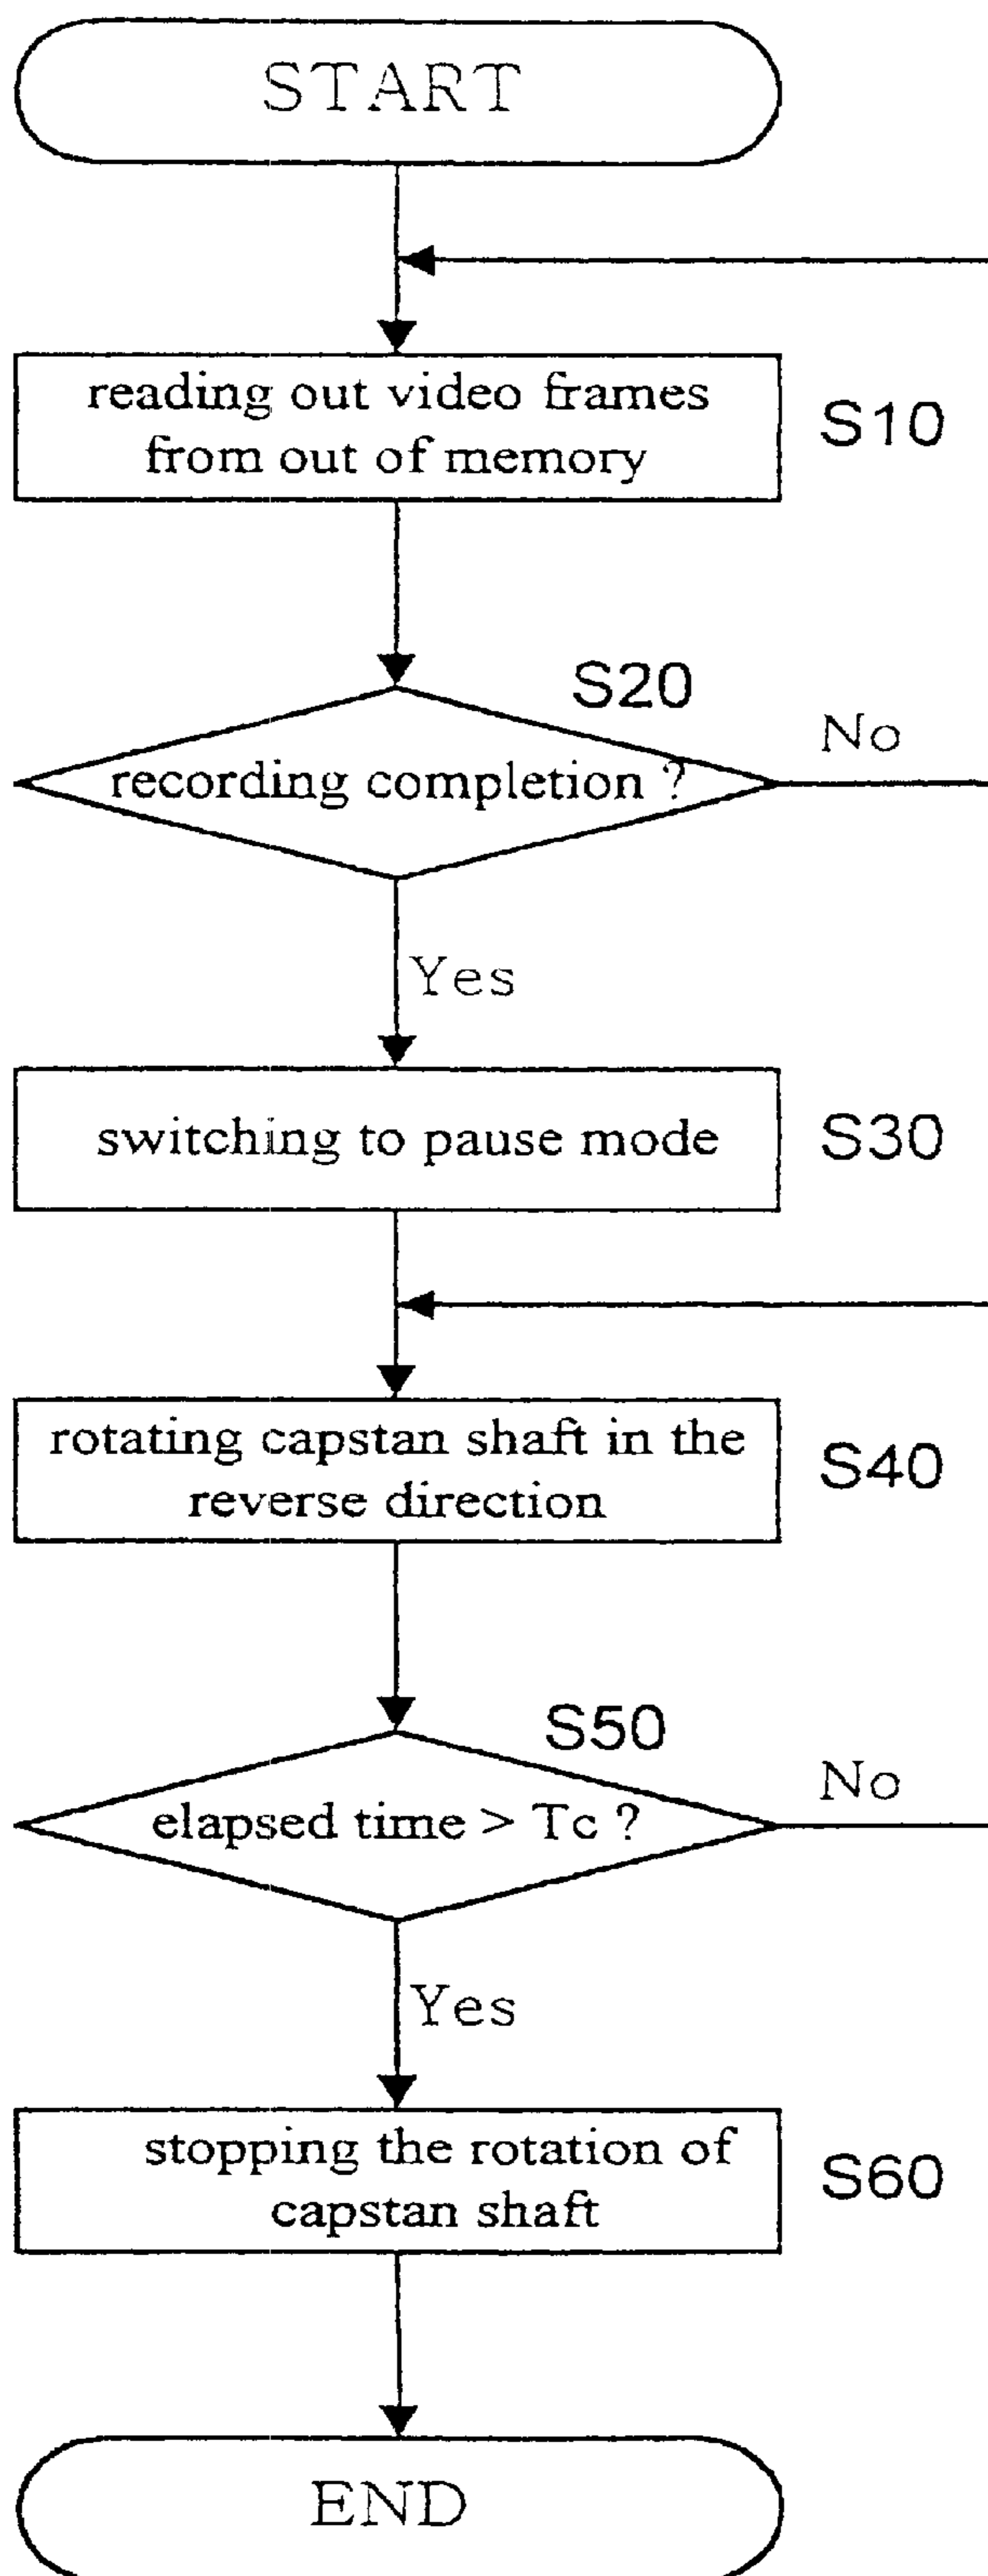 START
reading out video frames
from out of memory
S10
S20
No
recording completion ?
Yes
switching to pause mode
S30
rotating capstan shaft in the
reverse direction
S40
S50
No
elapsed time > Tc ?
Yes
stopping the rotation of
capstan shaft
S60
END